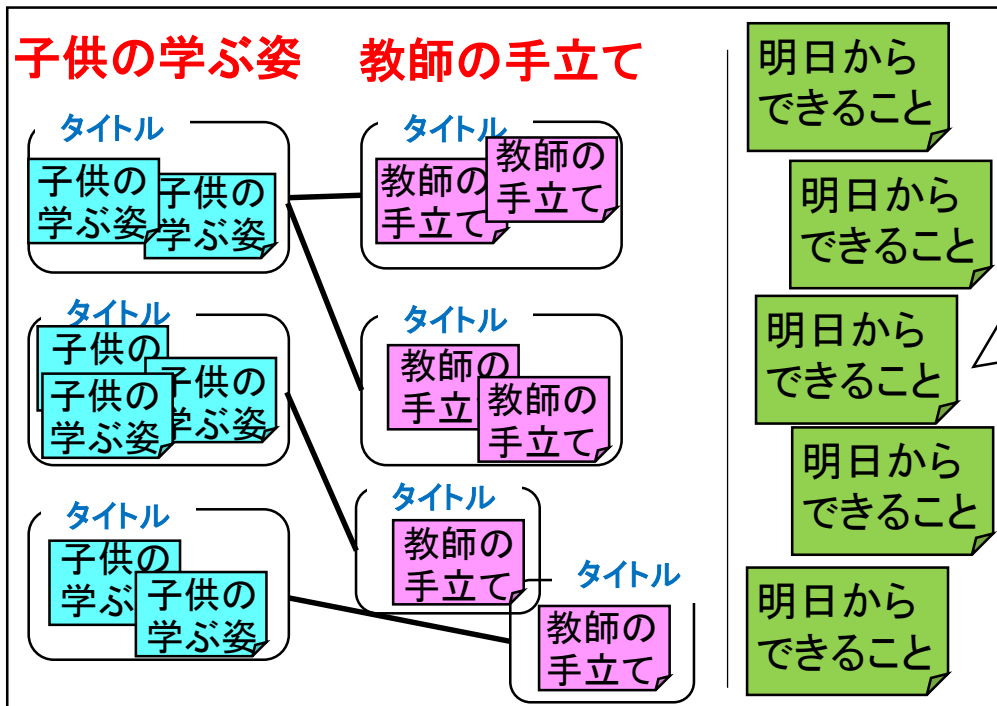 子供の学ぶ姿
教師の手立て
タイトル
子供の
学ぶ姿
子供の
学ぶ姿
タイトル
教師の
手立て
教師の
手立て
タイトル
子供の
子供の
学ぶ姿
子供の
学ぶ姿
タイトル
教師の
手立
教師の
手立て
タイトル
子供の
学ぶ
子供の
学ぶ姿
タイトル
教師の
手立て
タイトル
教師の
手立て
明日から
できること
明日から
できること
明日から
できること
明日から
できること
明日から
できること